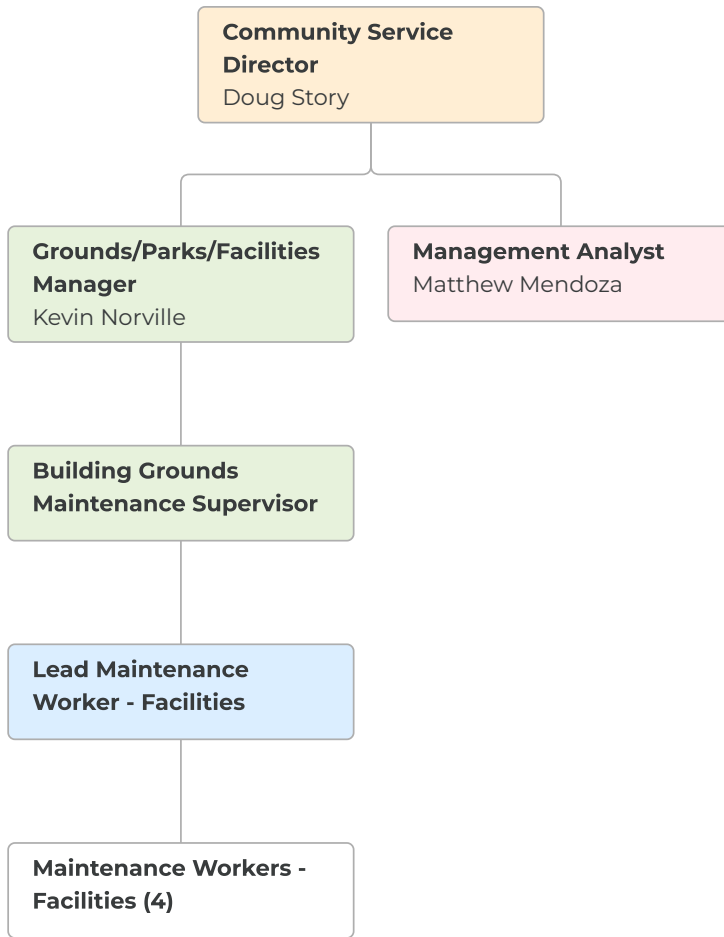 Community Service
Director
Doug Story
Grounds/Parks/Facilities
Manager
Kevin Norville
Management Analyst
Matthew Mendoza
Building Grounds
Maintenance Supervisor
Lead Maintenance
Worker - Facilities
Maintenance Workers -
Facilities (4)